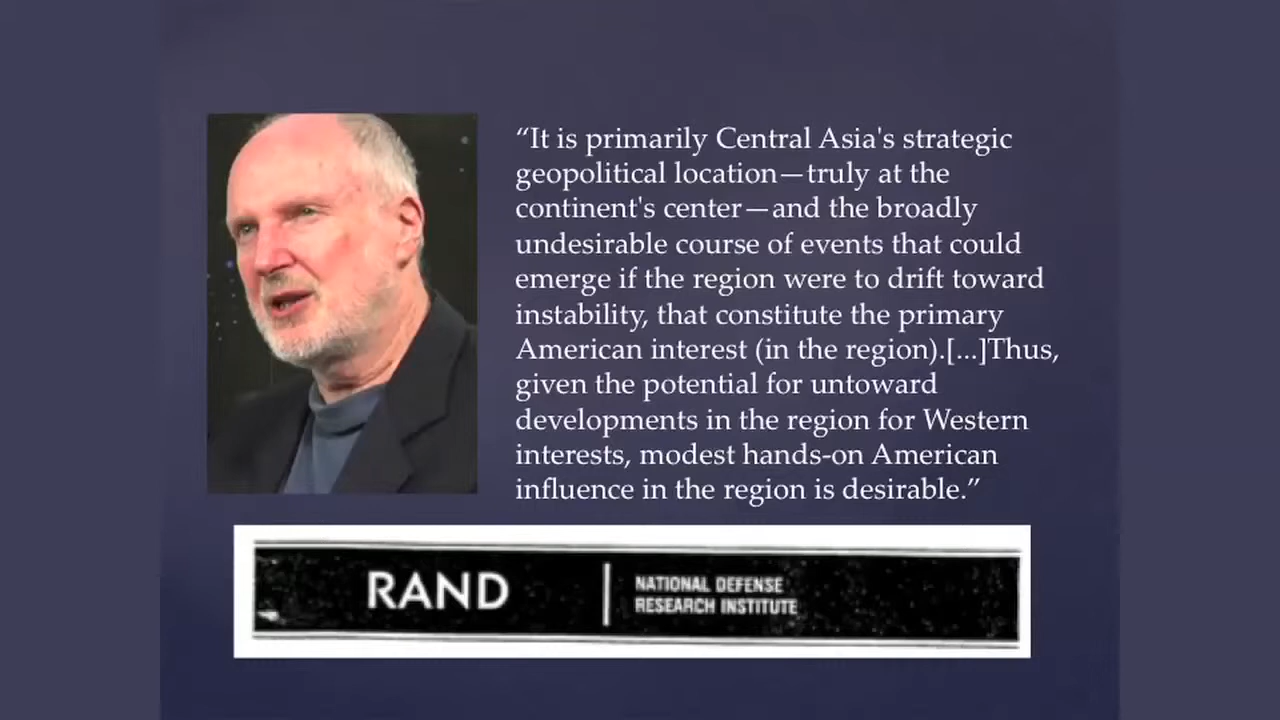 “It is primarily Central Asia's strategic
geopolitical location—truly at the
continent's center—and the broadly
undesirable course of events that could
emerge if the region were to drift toward
instability, that constitute the primary
American interest (in the region).[...]Thus,
given the potential for untoward
developments in the region for Western
interests, modest hands-on American
influence in the region is desirable.”
RAND
NATIONAL DEFENSE
RESEARCH INSTITUTE